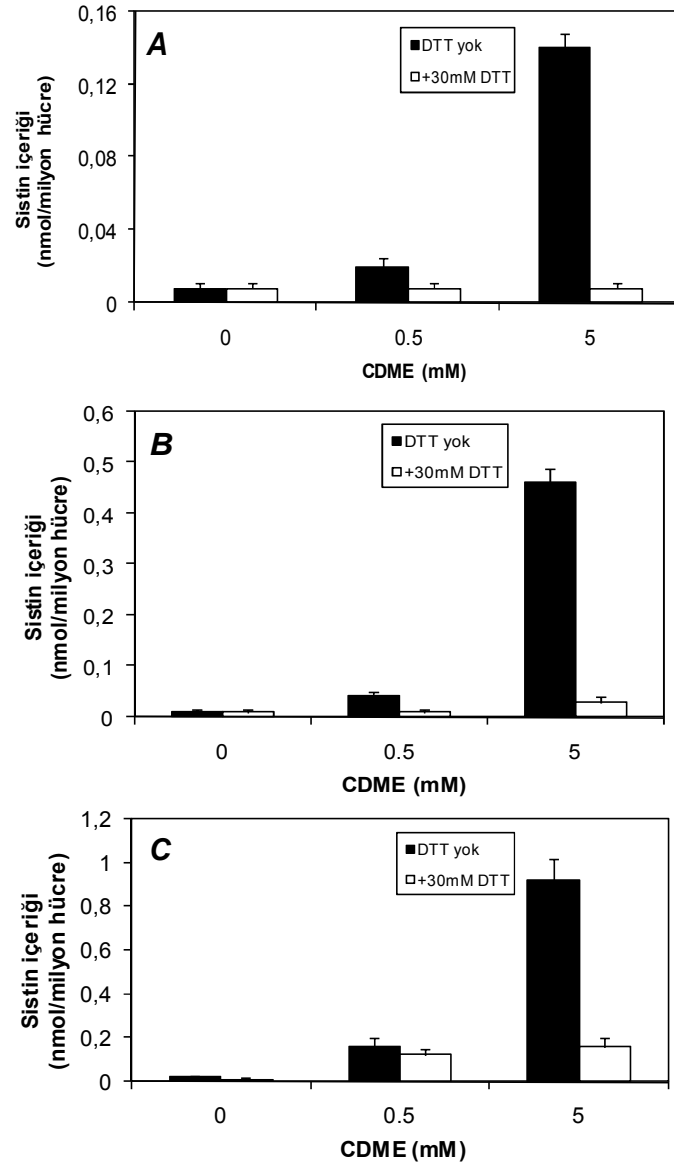 A
DTT yok
+30mM DTT
Sistin içeriği
(nmol/milyon hücre)
0,16
0,12
0,08
0,04
0
0 0.5 5
CDME (mM)
B
DTT yok
+30mM DTT
Sistin içeriği
(nmol/milyon hücre)
0,6
0,5
0,4
0,3
0,2
0,1
0
0 0.5 5
CDME (mM)
C
DTT yok
+30mM DTT
Sistin içeriği
(nmol/milyon hücre)
1,2
1
0,8
0,6
0,4
0,2
0
0 0.5 5
CDME (mM)